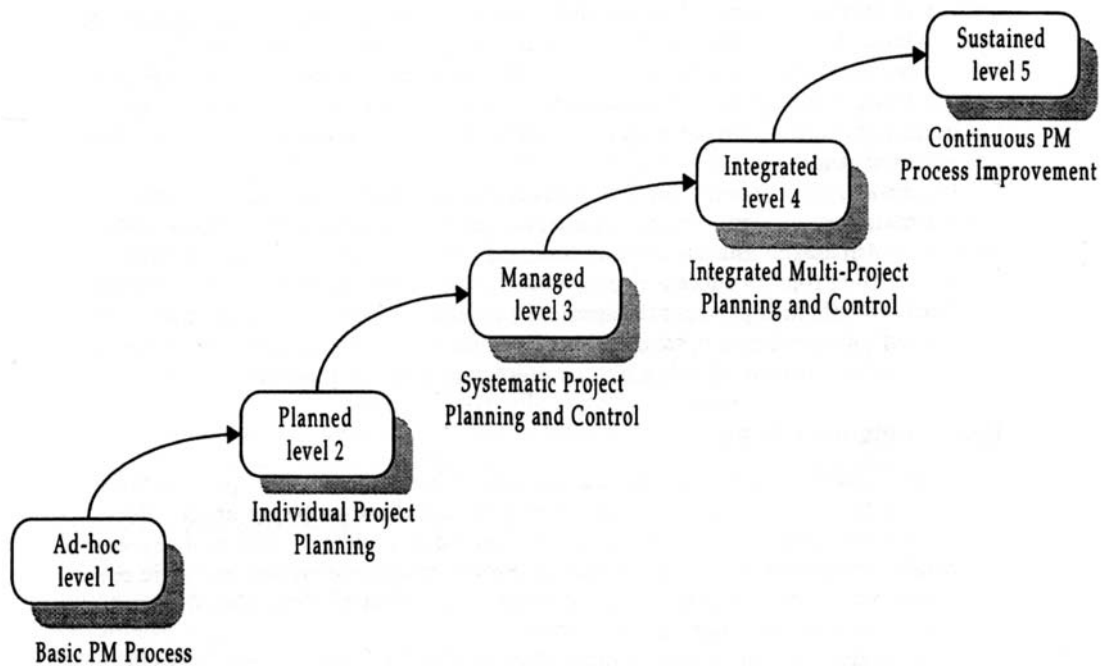 Sustained
level 5
Continuous PM
Process Improvement
Integrated
level 4
Integrated Multi-Project
Planning and Control
Managed
level 3
Systematic Project
Planning and Control
Planned
level 2
Individual Project
Planning
Ad-hoc
level 1
Basic PM Process